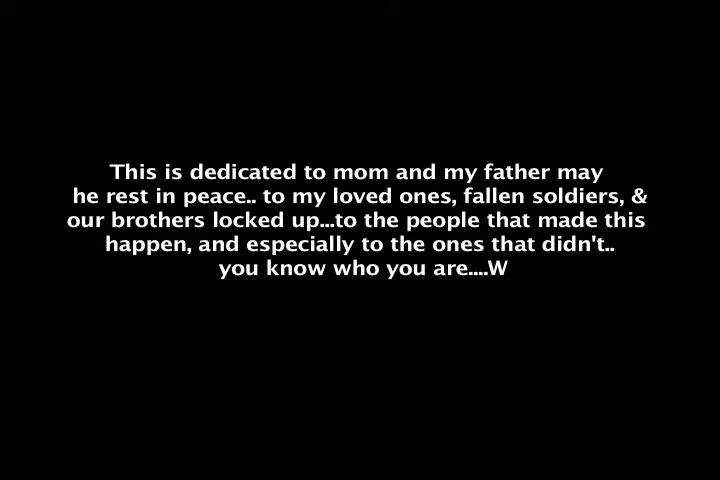 This is dedicated to mom and my father may
he rest in peace.. to my loved ones, fallen soldiers, &
our brothers locked up...to the people that made this
happen, and especially to the ones that didn't..
you know who you are....W